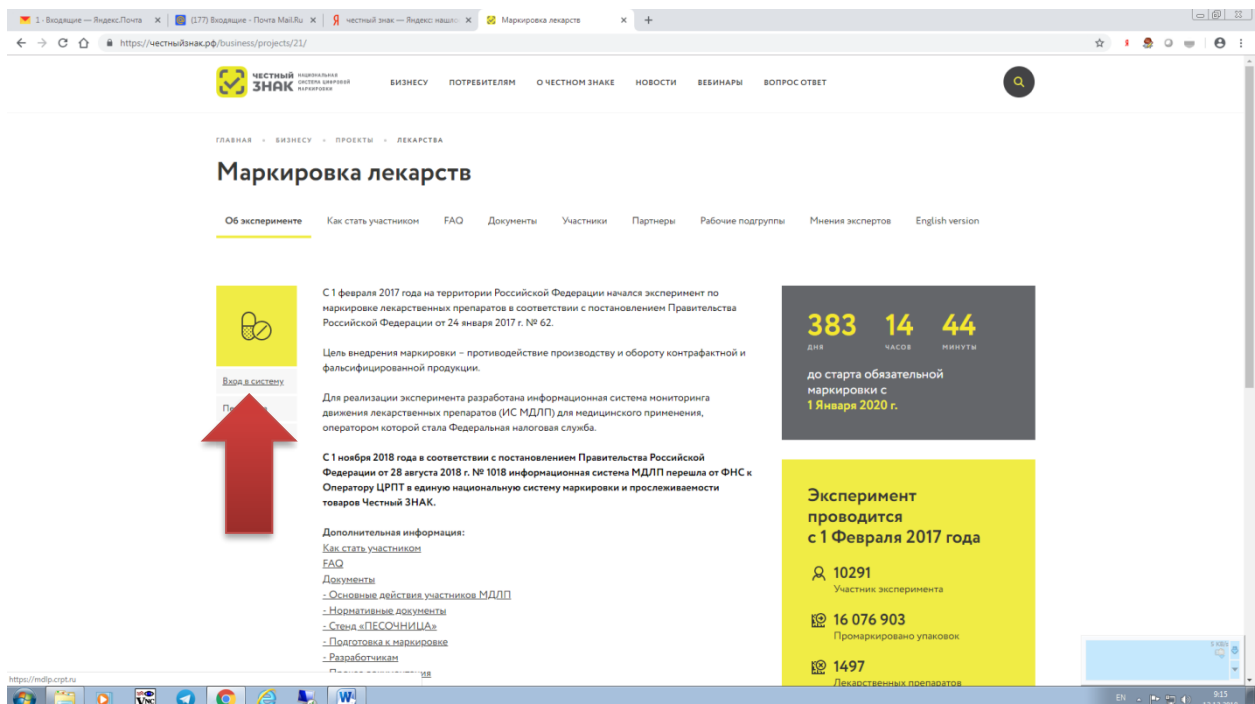 1 · Входящие — Яндекс.Почта
(177) Входящие - Почта Mail.Ru
честный знак — Яндекс: нашлос
Маркировка лекарств
https://честныйзнак.рф/business/projects/21/
ЧЕСТНЫЙ ЗНАК
НАЦИОНАЛЬНАЯ СИСТЕМА ЦИФРОВОЙ МАРКИРОВКИ
БИЗНЕСУ ПОТРЕБИТЕЛЯМ О ЧЕСТНОМ ЗНАКЕ НОВОСТИ ВЕБИНАРЫ ВОПРОС ОТВЕТ
ГЛАВНАЯ БИЗНЕСУ ПРОЕКТЫ ЛЕКАРСТВА
Маркировка лекарств
Об эксперименте Как стать участником FAQ Документы Участники Партнеры Рабочие подгруппы Мнения экспертов English version
Вход в систему
С 1 февраля 2017 года на территории Российской Федерации начался эксперимент по
маркировке лекарственных препаратов в соответствии с постановлением Правительства
Российской Федерации от 24 января 2017 г. № 62.
Цель внедрения маркировки – противодействие производству и обороту контрафактной и
фальсифицированной продукции.
Для реализации эксперимента разработана информационная система мониторинга
движения лекарственных препаратов (ИС МДЛП) для медицинского применения,
оператором которой стала Федеральная налоговая служба.
С 1 ноября 2018 года в соответствии с постановлением Правительства Российской
Федерации от 28 августа 2018 г. № 1018 информационная система МДЛП перешла от ФНС к
Оператору ЦРПТ в единую национальную систему маркировки и прослеживаемости
товаров Честный ЗНАК.
Дополнительная информация:
Как стать участником
FAQ
Документы
- Основные действия участников МДЛП
- Нормативные документы
- Стенд «ПЕСОЧНИЦА»
- Подготовка к маркировке
- Разработчикам
383 14 44
ДНЯ ЧАСОВ МИНУТЫ
до старта обязательной
маркировки с
1 Января 2020 г.
Эксперимент
проводится
с 1 Февраля 2017 года
10291
Участник эксперимента
16 076 903
Промаркировано упаковок
1497
Лекарственных препаратов
https://mdlp.crpt.ru
EN
9:15